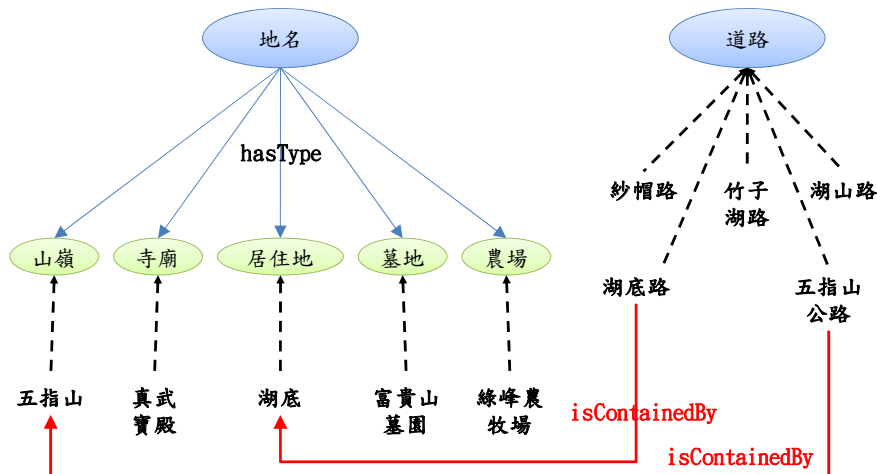 地名
道路
hasType
紗帽路
竹子
湖路
湖山路
山嶺
寺廟
居住地
墓地
農場
湖底路
五指山
公路
五指山
真武
寶殿
湖底
富貴山
墓園
綠峰農
牧場
isContainedBy
isContainedBy